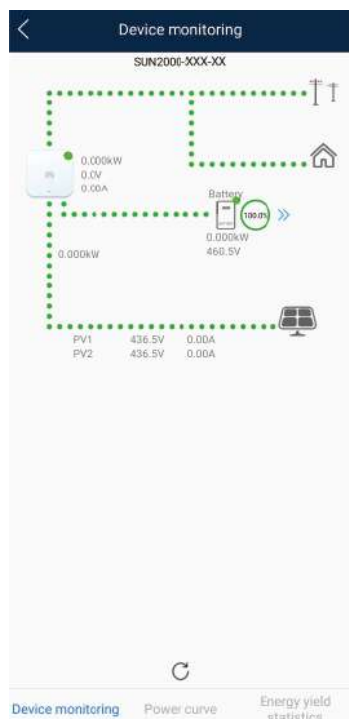 Device monitoring
SUN2000-XXX-XX
0.000kW
0.0V
0.00A
Battery
100.0%
0.000kW
460.5V
0.000kW
PV1 436.5V 0.00A
PV2 436.5V 0.00A
Device monitoring Power curve Energy yield
statistics